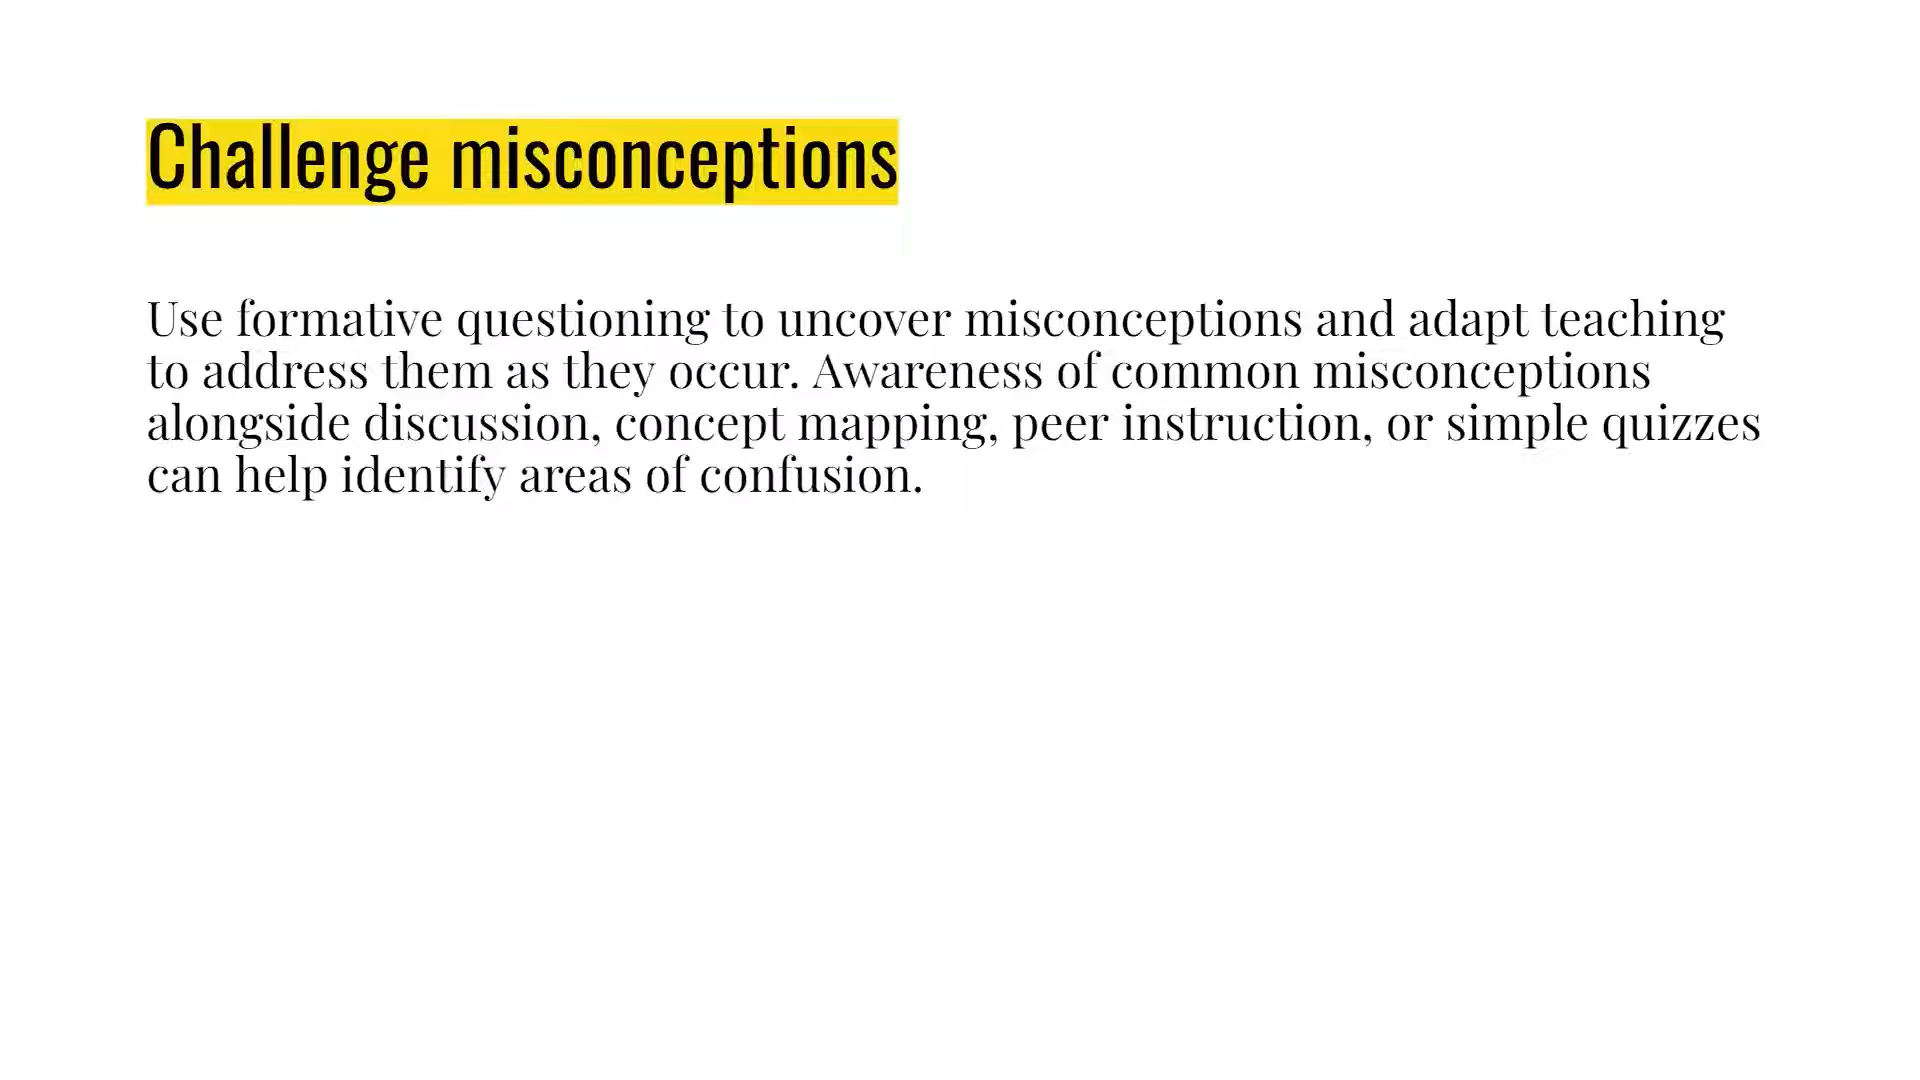 Challenge misconceptions
Use formative questioning to uncover misconceptions and adapt teaching
to address them as they occur. Awareness of common misconceptions
alongside discussion, concept mapping, peer instruction, or simple quizzes
can help identify areas of confusion.